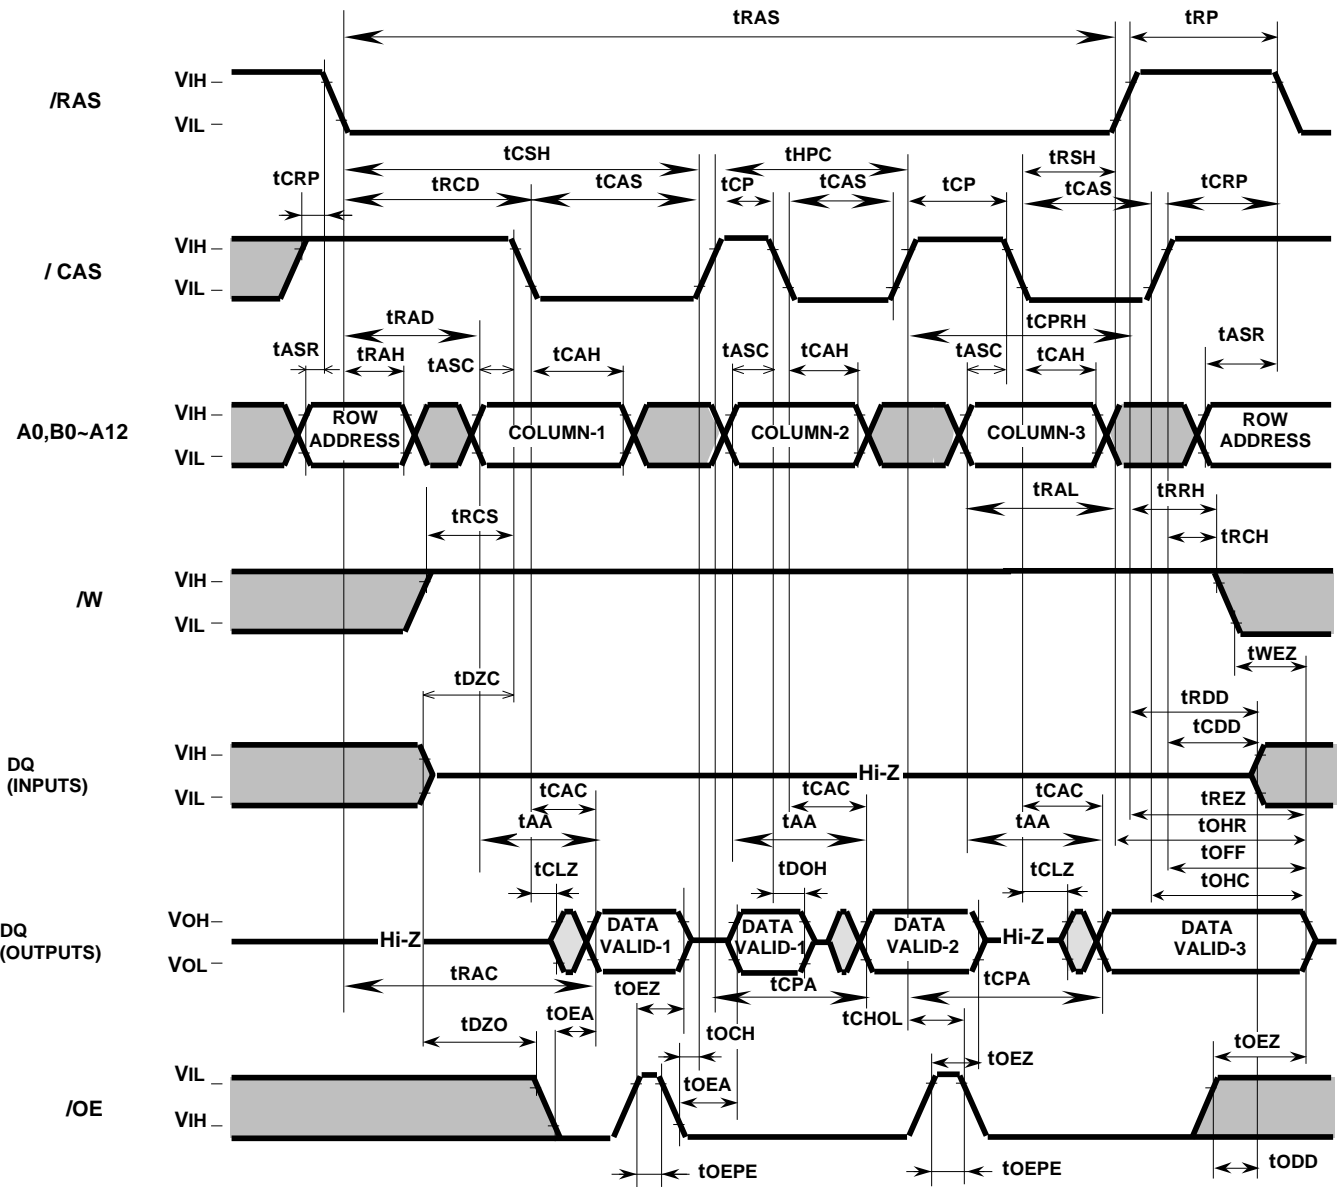 tRAS
tRP
/RAS
VIH
VIL
tCSH
tHPC
tRSH
tCRP
tRCD
tCAS
tCP
tCAS
tCP
tCAS
tCRP
/ CAS
VIH
VIL
tRAD
tCPRH
tASR
tRAH
tASC
tCAH
tASC
tCAH
tASC
tCAH
tASR
A0,B0~A12
VIH
VIL
ROW
ADDRESS
COLUMN-1
COLUMN-2
COLUMN-3
ROW
ADDRESS
tRAL
tRRH
tRCS
tRCH
/W
VIH
VIL
tWEZ
tDZC
tRDD
tCDD
DQ
(INPUTS)
VIH
VIL
Hi-Z
tCAC
tCAC
tCAC
tREZ
tAA
tAA
tAA
tOHR
tCLZ
tDOH
tCLZ
tOFF
tOHC
DQ
(OUTPUTS)
VOH
VOL
Hi-Z
DATA
VALID-1
DATA
VALID-1
DATA
VALID-2
Hi-Z
DATA
VALID-3
tRAC
tOEZ
tCPA
tCPA
tOEA
tDZO
tOCH
tCHOL
tOEZ
tOEZ
tOEA
/OE
VIL
VIH
tOEPE
tOEPE
tODD